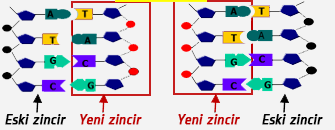 A T A T
T A T A
G C G C
C G C G
Eski zincir Yeni zincir Yeni zincir Eski zincir